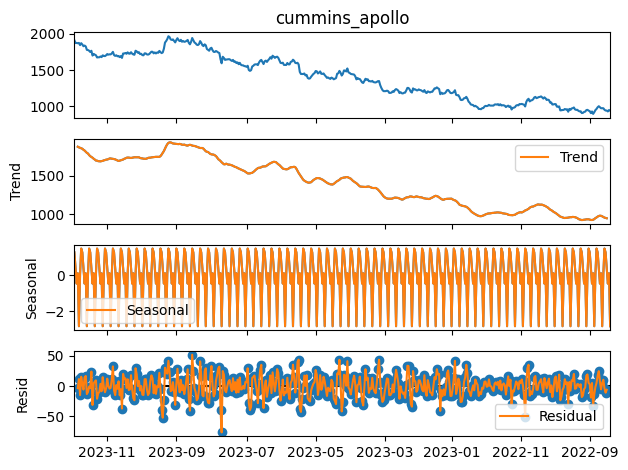 cummins_apollo
2000
1500
1000
Trend
1500
1000
Trend
Seasonal
0
−2
Seasonal
Resid
50
0
−50
Residual
2023-11 2023-09 2023-07 2023-05 2023-03 2023-01 2022-11 2022-09